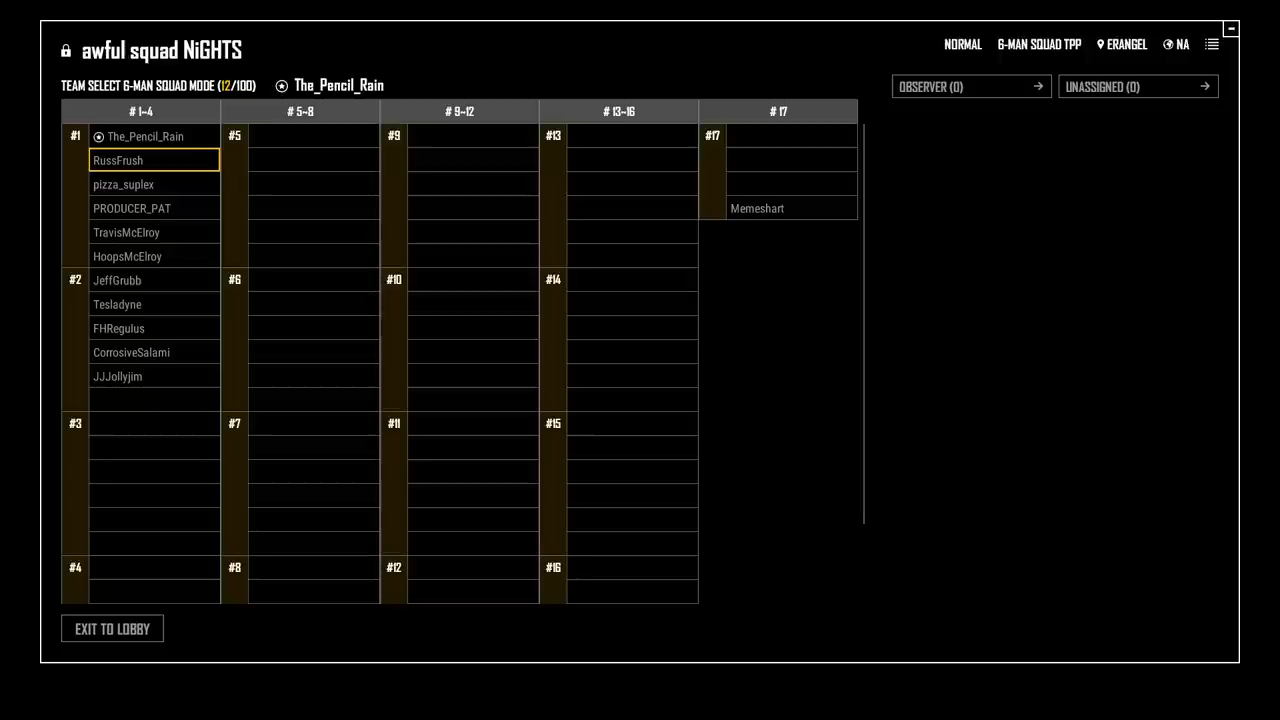 awful squad NiGHTS
NORMAL 6-MAN SQUAD TPP ERANGEL NA
TEAM SELECT 6-MAN SQUAD MODE (12/100) The_Pencil_Rain
OBSERVER (0) UNASSIGNED (0)
# 1~4 # 5~8 # 9~12 # 13~16 # 17
#1 The_Pencil_Rain #5 #9 #13 #17
RussFrush
pizza_suplex
PRODUCER_PAT Memeshart
TravisMcElroy
HoopsMcElroy
#2 JeffGrubb #6 #10 #14
Tesladyne
FHRegulus
CorrosiveSalami
JJJollyjim
#3 #7 #11 #15
#4 #8 #12 #16
EXIT TO LOBBY